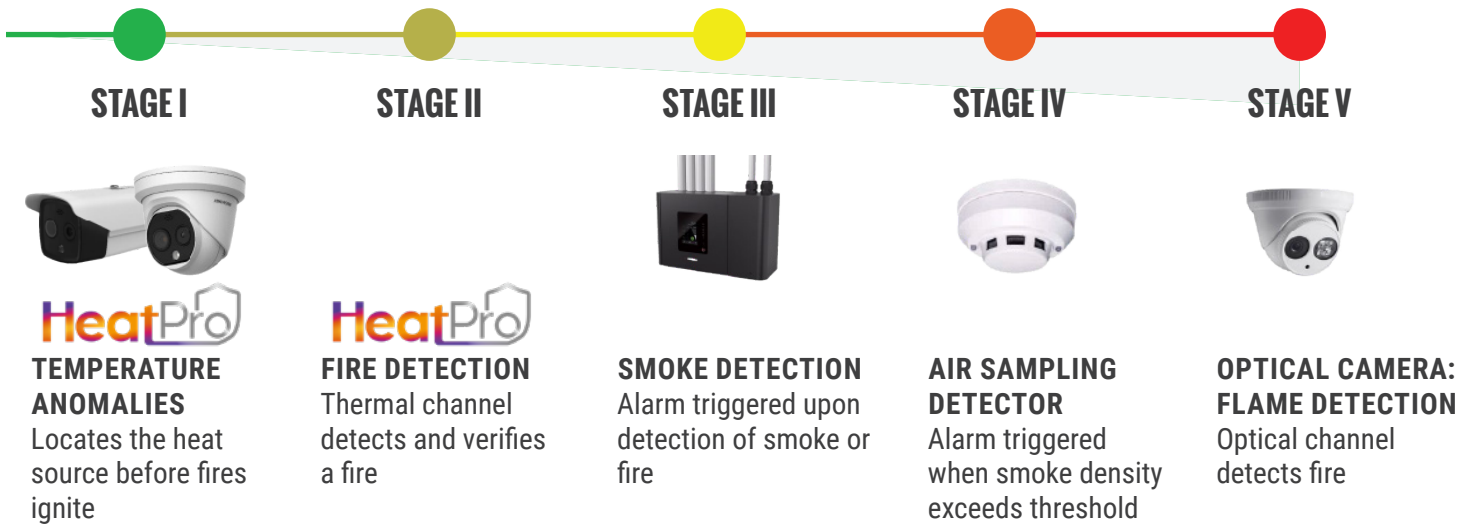 STAGE I
STAGE II
STAGE III
STAGE IV
STAGE V
HeatPro
HeatPro
TEMPERATURE
ANOMALIES
Locates the heat
source before fires
ignite
FIRE DETECTION
Thermal channel
detects and verifies
a fire
SMOKE DETECTION
Alarm triggered upon
detection of smoke or
fire
AIR SAMPLING
DETECTOR
Alarm triggered
when smoke density
exceeds threshold
OPTICAL CAMERA:
FLAME DETECTION
Optical channel
detects fire